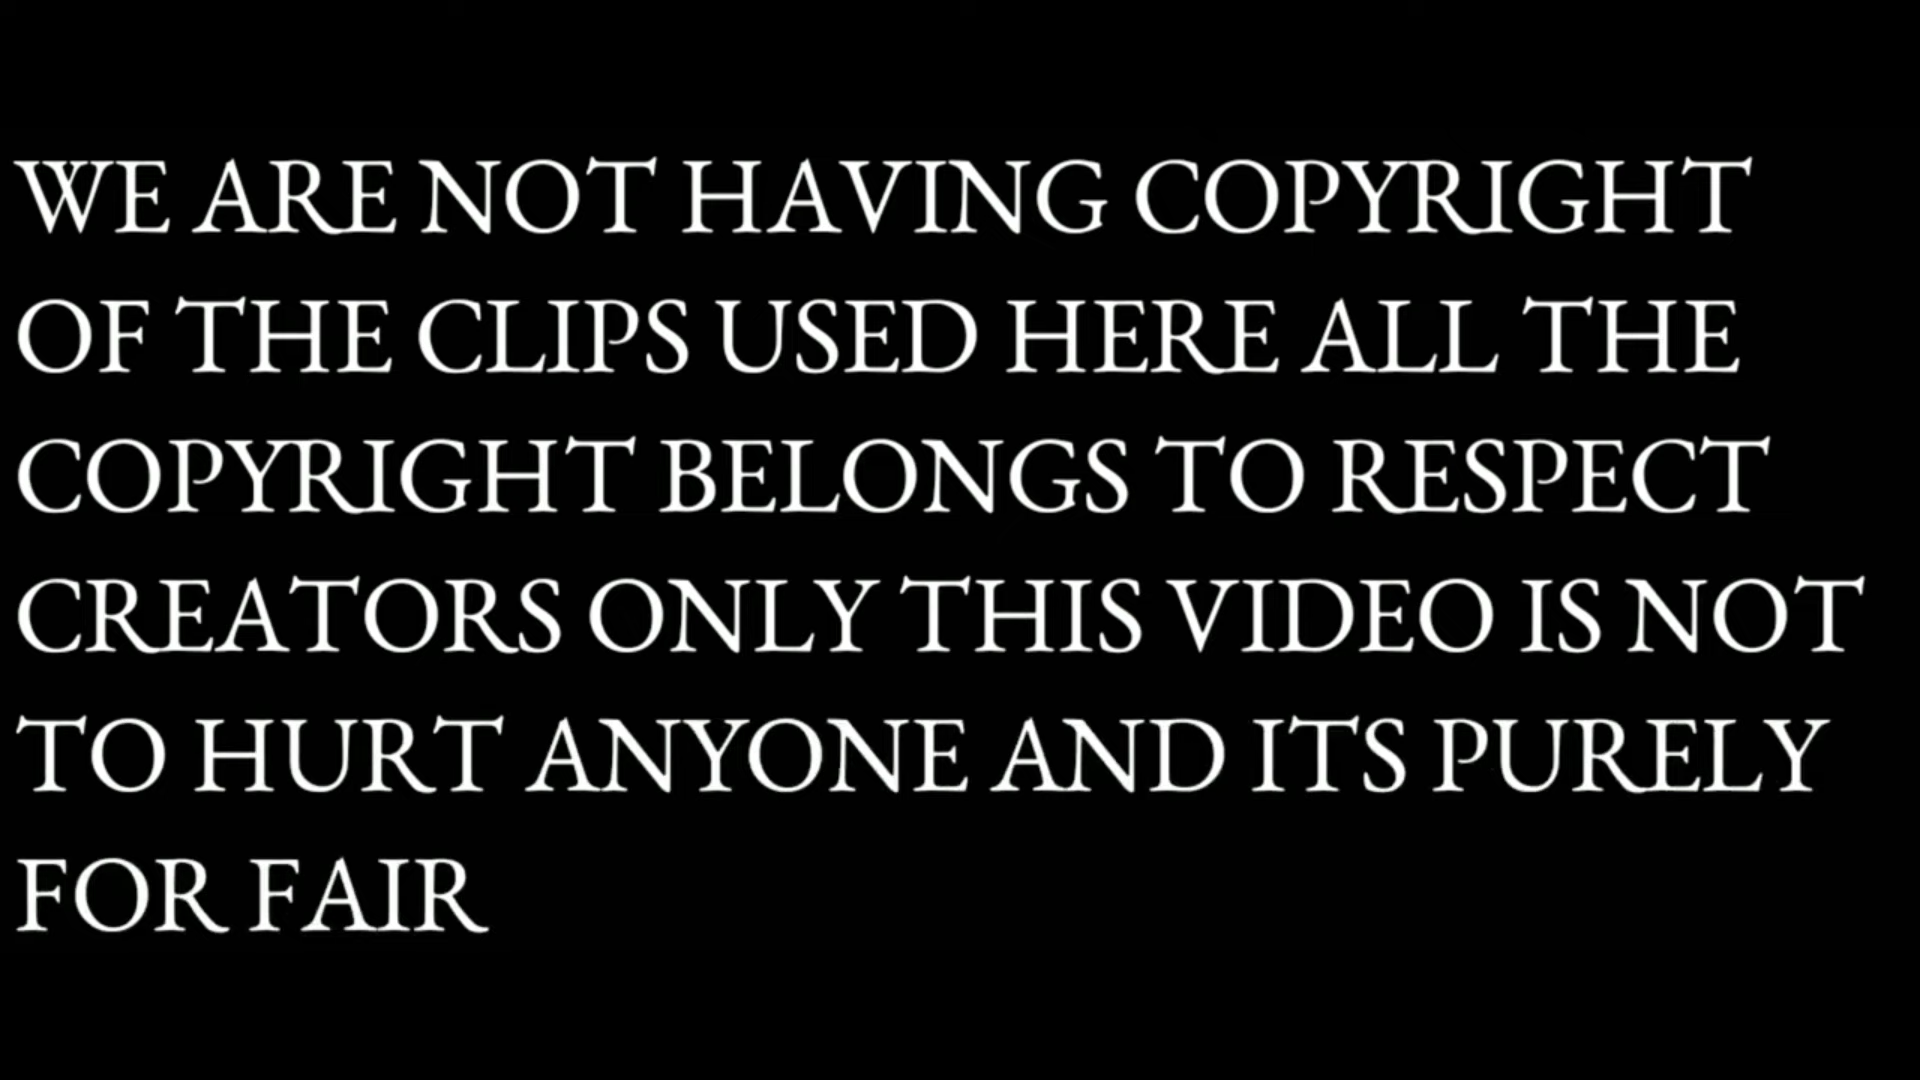 WE ARE NOT HAVING COPYRIGHT
OF THE CLIPS USED HERE ALL THE
COPYRIGHT BELONGS TO RESPECT
CREATORS ONLY THIS VIDEO IS NOT
TO HURT ANYONE AND ITS PURELY
FOR FAIR